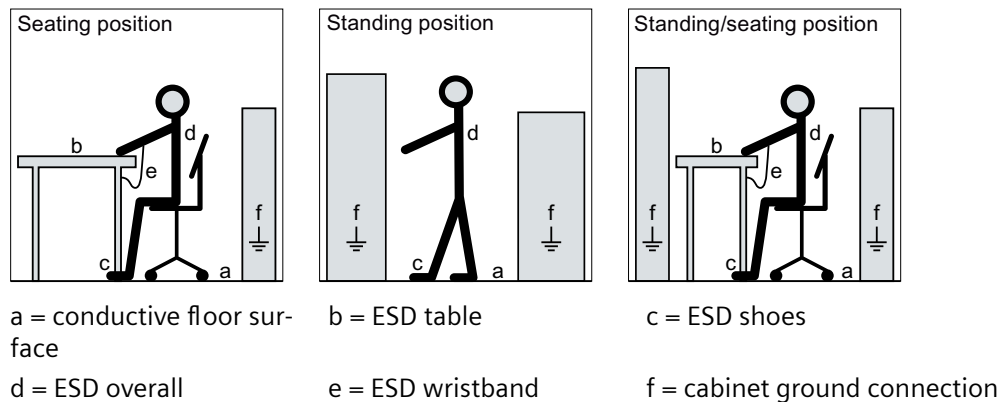 Seating position
b
d
e
f
c
a
Standing position
d
f
f
c
a
Standing/seating position
b
d
e
f
f
c
a
a = conductive floor sur-
face
b = ESD table
c = ESD shoes
d = ESD overall
e = ESD wristband
f = cabinet ground connection